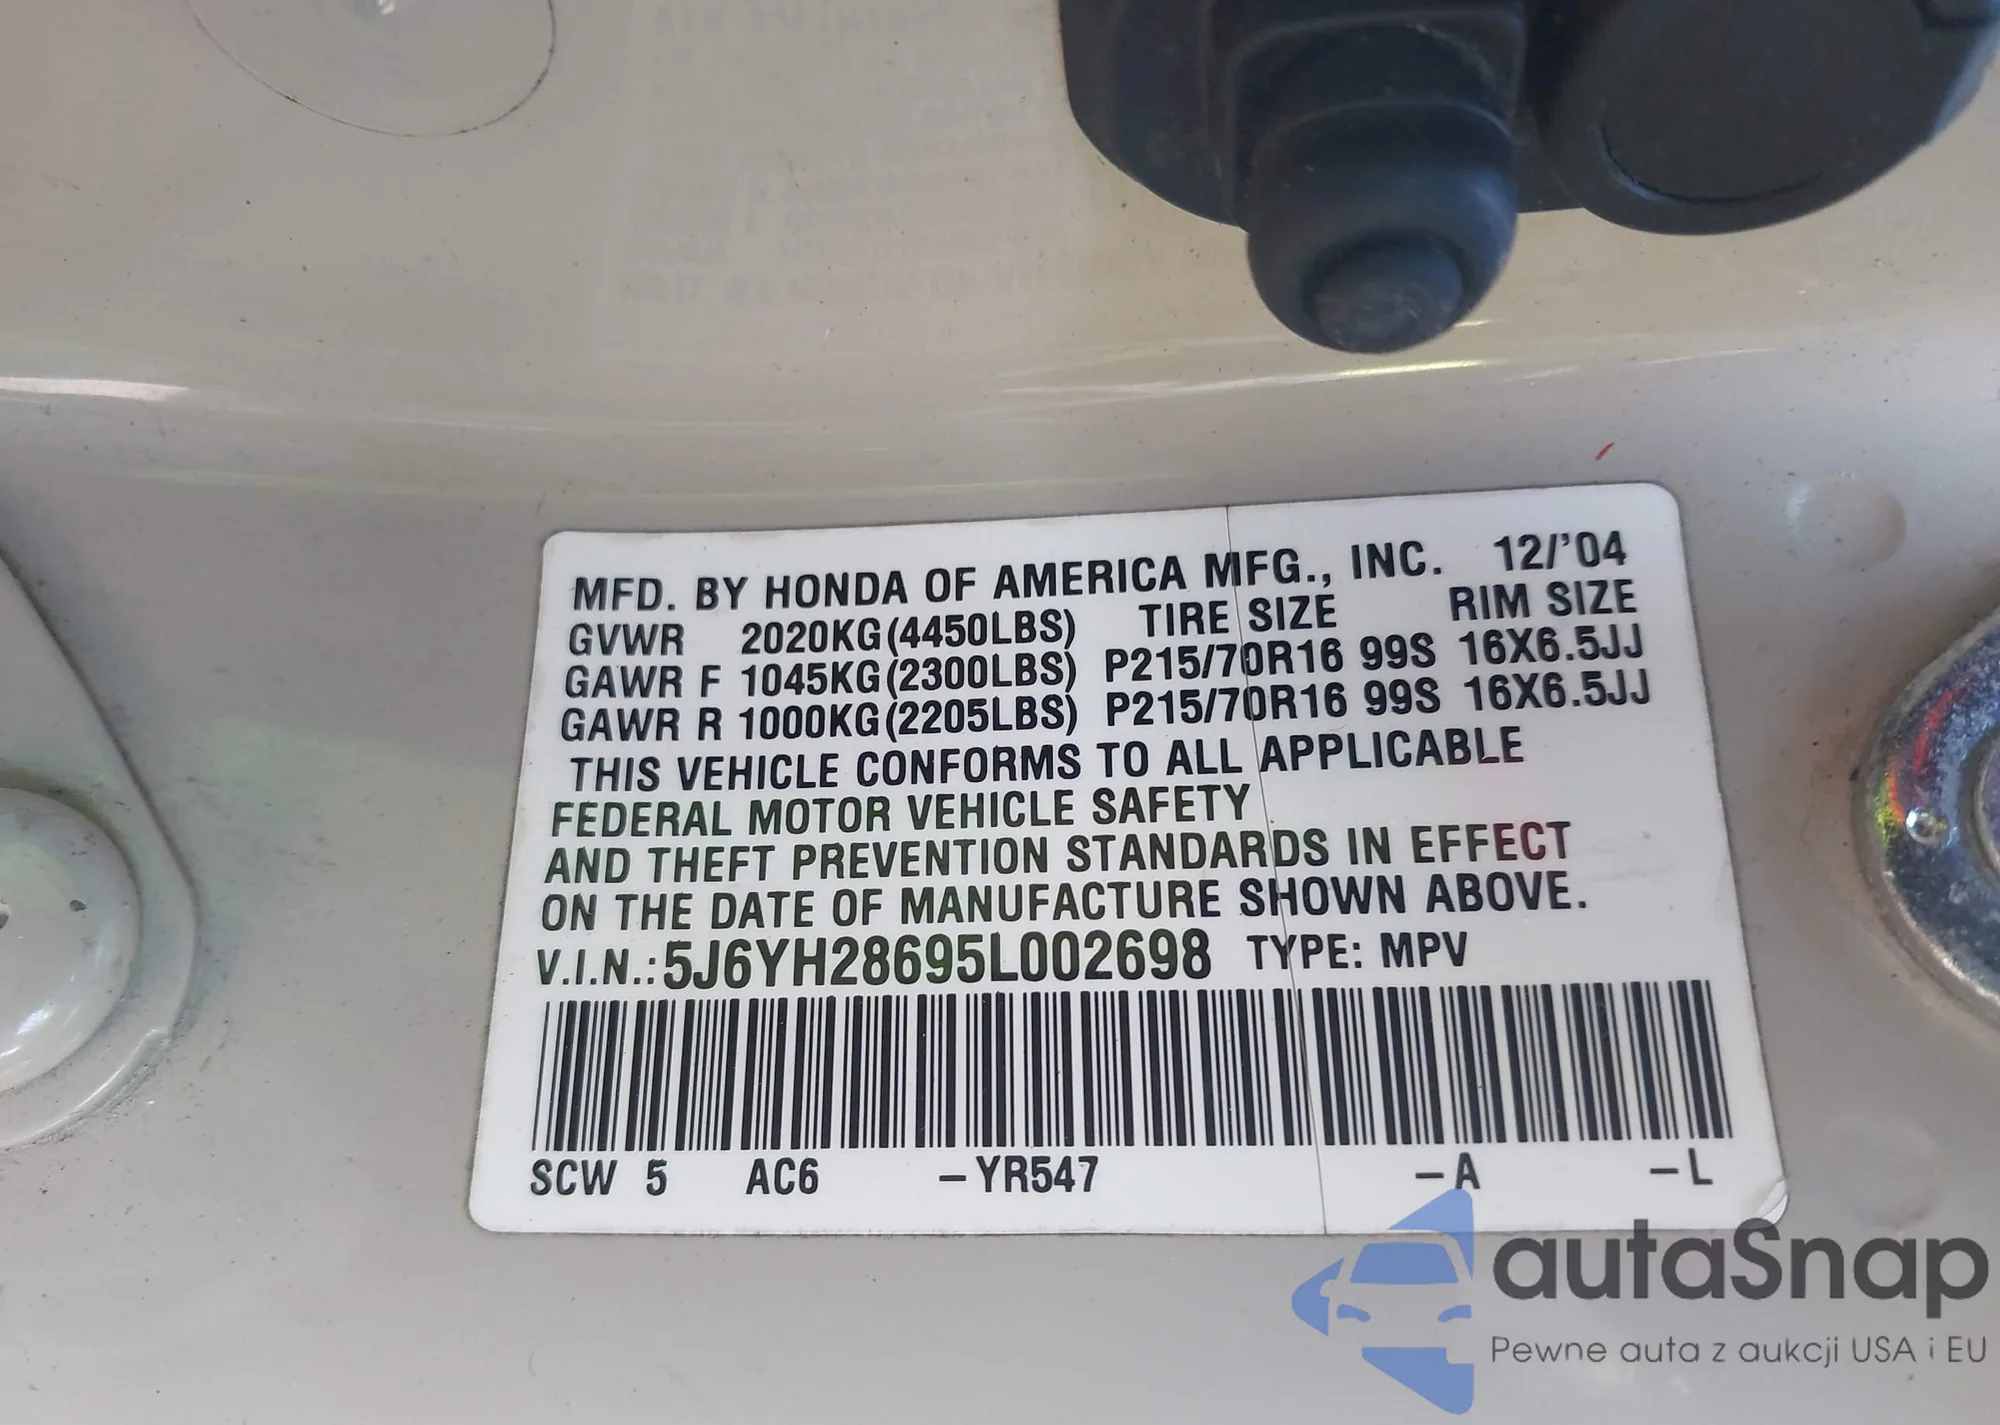 MFD. BY HONDA OF AMERICA MFG., INC. 12/'04
GVWR 2020KG(4450LBS) TIRE SIZE RIM SIZE
GAWR F 1045KG(2300LBS) P215/70R16 99S 16X6.5JJ
GAWR R 1000KG(2205LBS) P215/70R16 99S 16X6.5JJ
THIS VEHICLE CONFORMS TO ALL APPLICABLE
FEDERAL MOTOR VEHICLE SAFETY
AND THEFT PREVENTION STANDARDS IN EFFECT
ON THE DATE OF MANUFACTURE SHOWN ABOVE.
V.I.N.: 5J6YH28695L002698 TYPE: MPV
SCW 5 AC6 -YR547 -A -L
autaSnap
Pewne auta z aukcji USA i EU